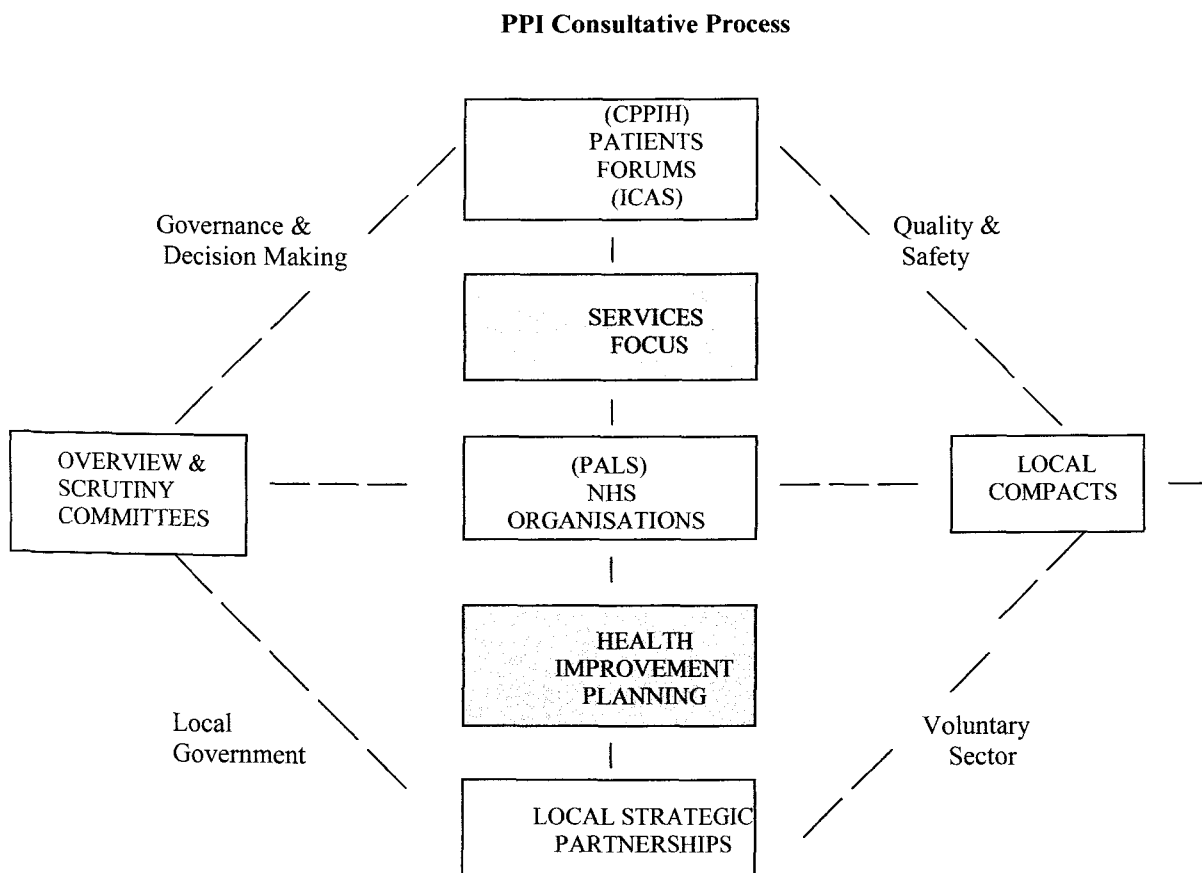 PPI Consultative Process
(CPPIH)
PATIENTS
FORUMS
(ICAS)
Governance &
Decision Making
Quality &
Safety
SERVICES
FOCUS
OVERVIEW &
SCRUTINY
COMMITTEES
(PALS)
NHS
ORGANISATIONS
LOCAL
COMPACTS
HEALTH
IMPROVEMENT
PLANNING
Local
Government
Voluntary
Sector
LOCAL STRATEGIC
PARTNERSHIPS